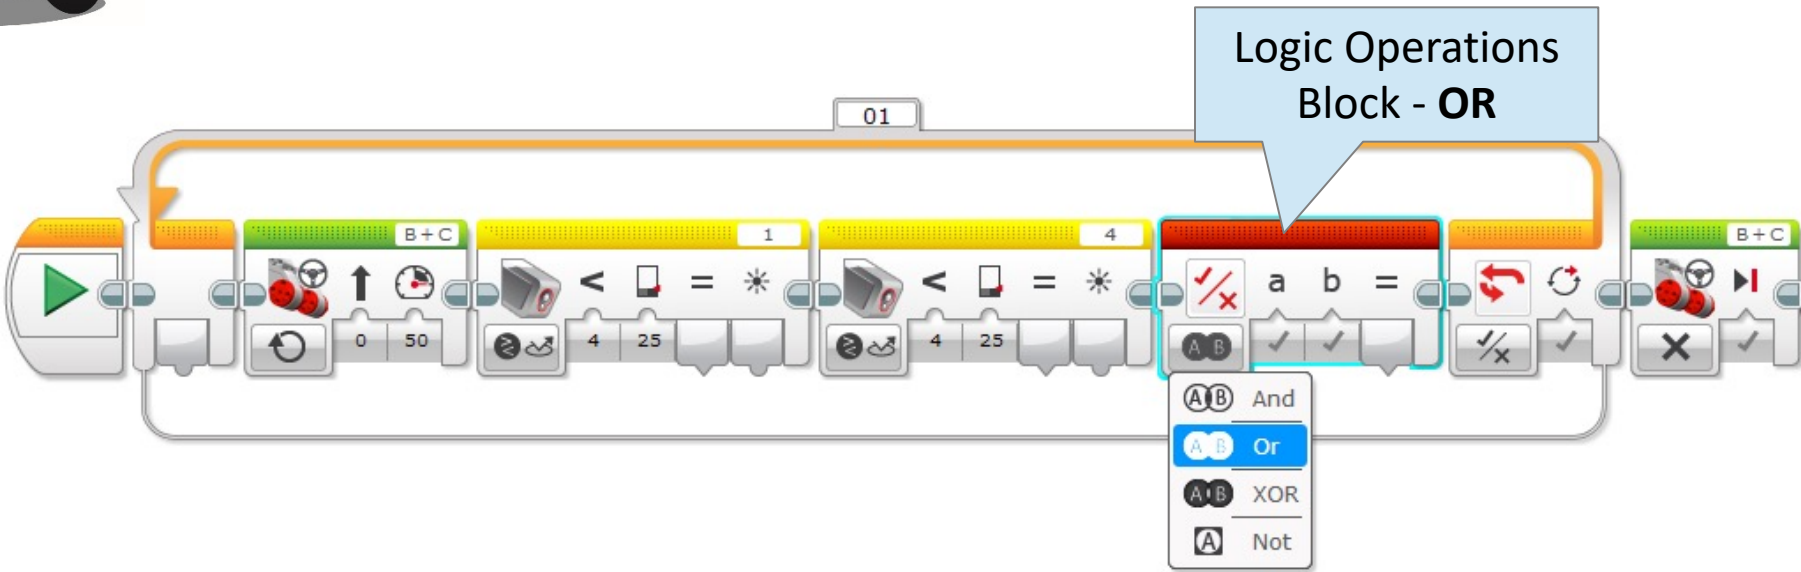 Logic Operations
Block - OR
01
B+C
1
4
B+C
< = < = a b =
0 50
4 25
4 25
A B
A B And
A B Or
A B XOR
A Not